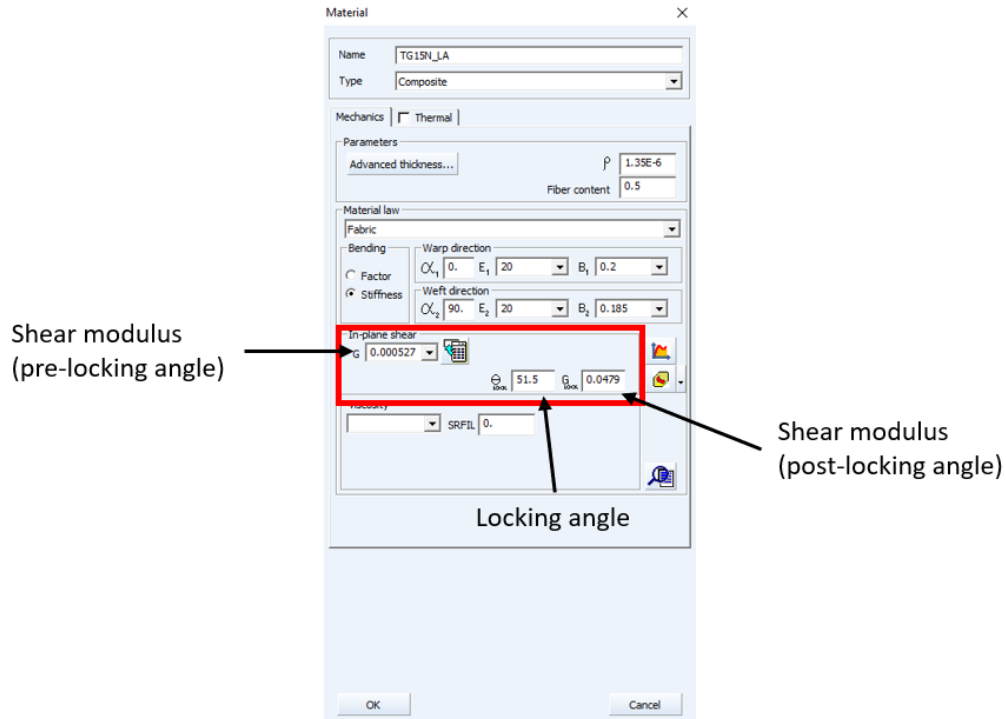 Material
Name TG15N_LA
Type Composite
Mechanics Thermal
Parameters
Advanced thickness... ρ 1.35E-6
Fiber content 0.5
Material law
Fabric
Bending Warp direction
Factor α1 0. E1 20 B1 0.2
Stiffness Weft direction
α2 90. E2 20 B2 0.185
In-plane shear
G 0.000527
Θ LOCK 51.5 G LOCK 0.0479
Viscosity
SRFIL 0.
OK Cancel
Shear modulus
(pre-locking angle)
Locking angle
Shear modulus
(post-locking angle)